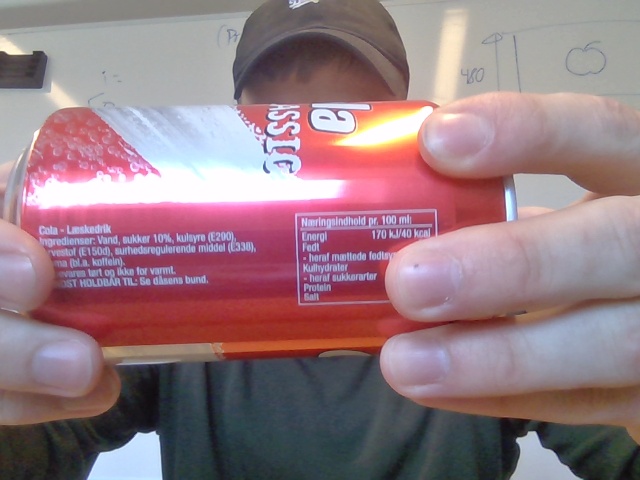 la
Cola - Læskedrik
Ingredienser: Vand, sukker 10%, kulsyre (E290),
(E150d), surhedsregulerende middel (E338),
(bl.a. koffein).
tørt og ikke for varmt.
HOLDBAR TIL: Se dåsens bund.
Næringsindhold pr. 100 ml:
Energi 170 kJ/40 kcal
Fedt
- heraf mættede
Kulhydrater
- heraf sukkerarter
Protein
Salt
480